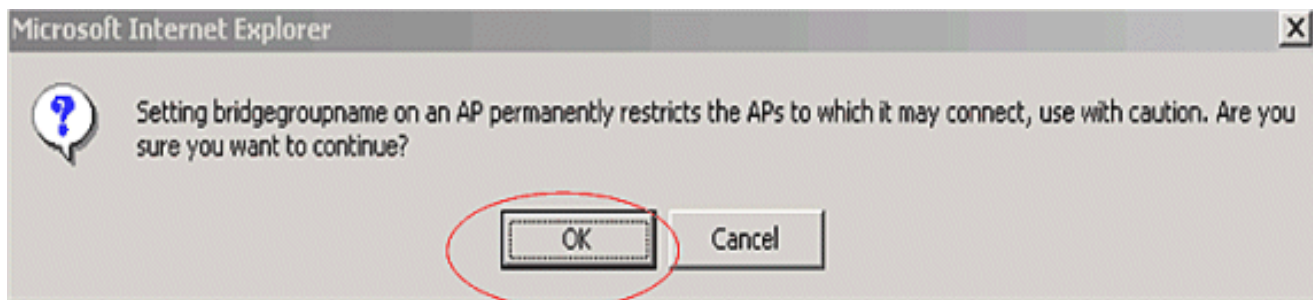 Microsoft Internet Explorer
Setting bridgegroupname on an AP permanently restricts the APs to which it may connect, use with caution. Are you
sure you want to continue?
OK
Cancel